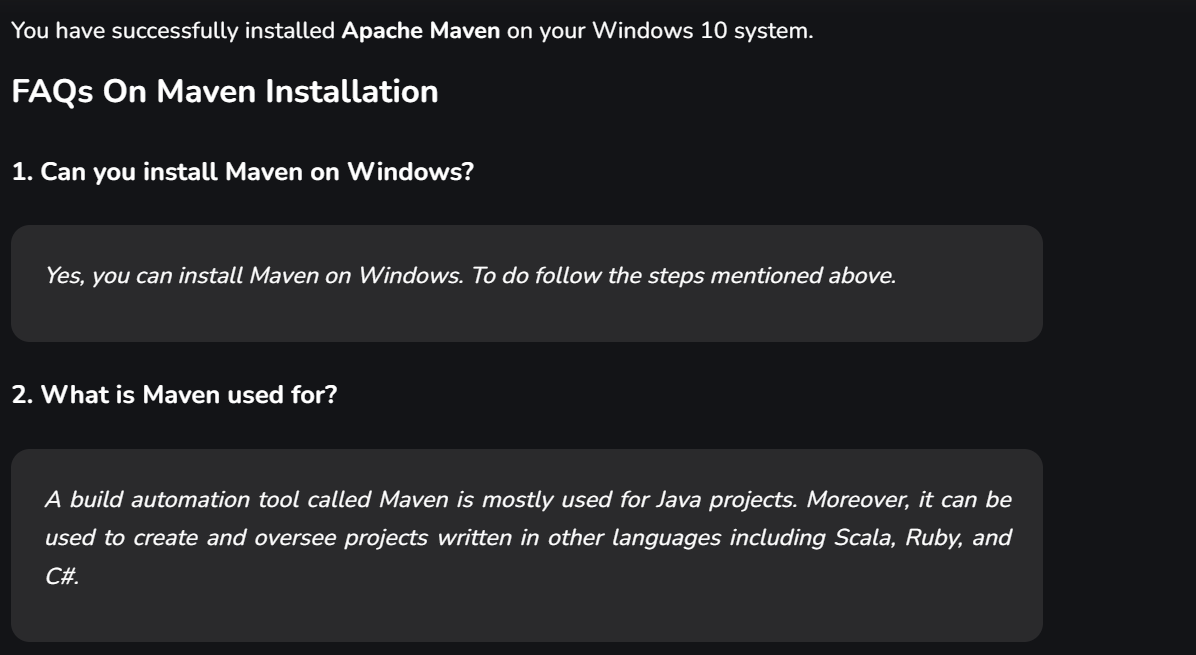 You have successfully installed Apache Maven on your Windows 10 system.
FAQs On Maven Installation
1. Can you install Maven on Windows?
Yes, you can install Maven on Windows. To do follow the steps mentioned above.
2. What is Maven used for?
A build automation tool called Maven is mostly used for Java projects. Moreover, it can be
used to create and oversee projects written in other languages including Scala, Ruby, and
C#.